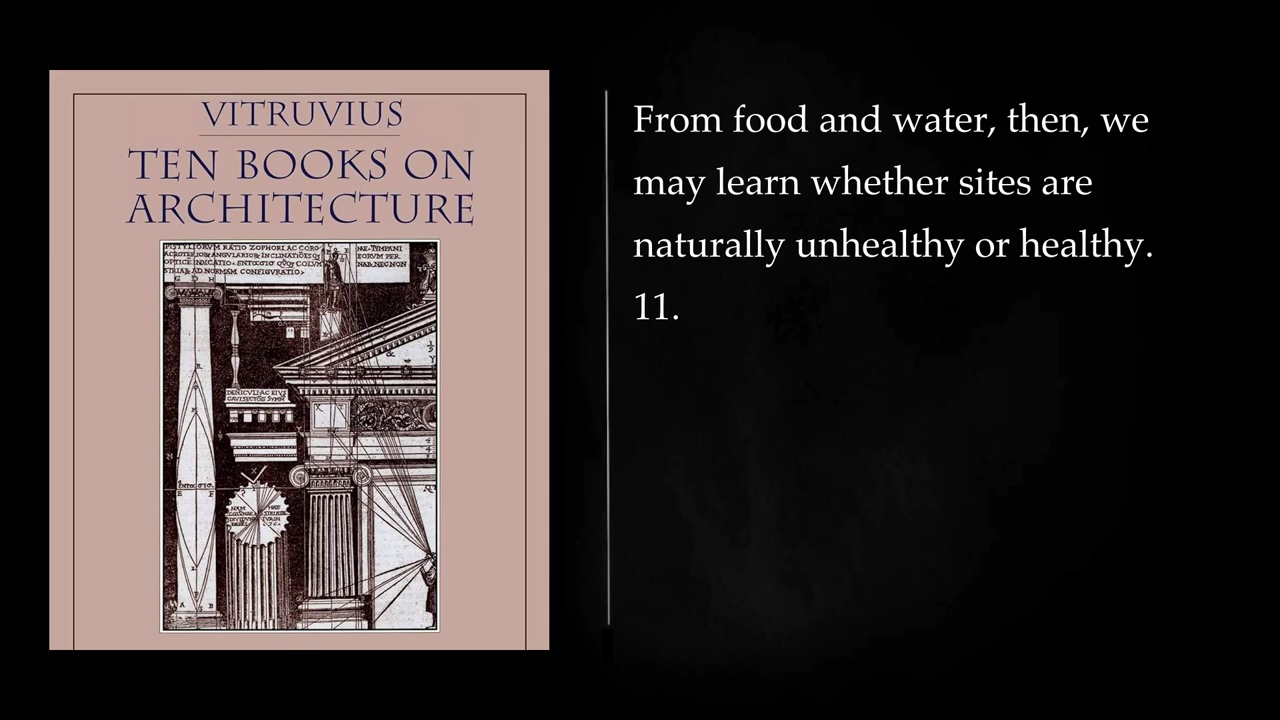 VITRUVIUS
TEN BOOKS ON
ARCHITECTURE
From food and water, then, we
may learn whether sites are
naturally unhealthy or healthy.
11.